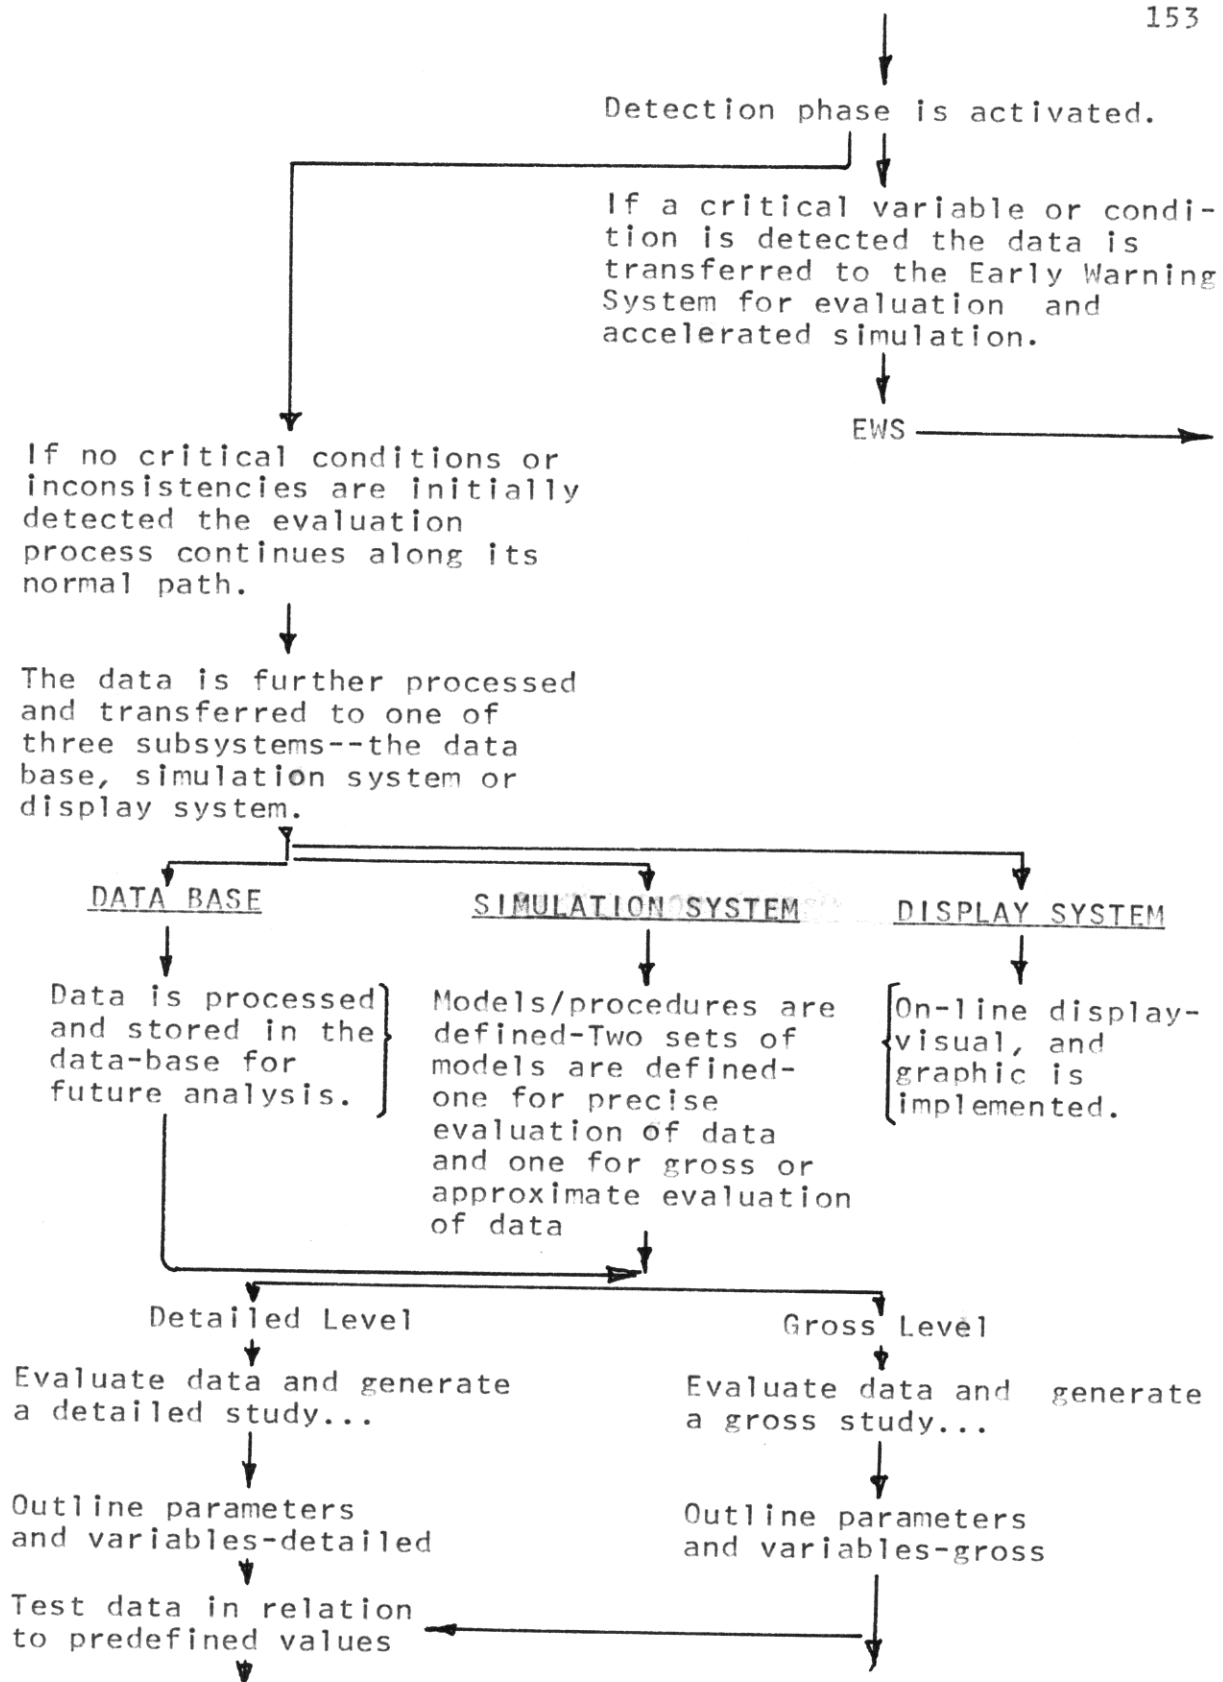 153
Detection phase is activated.
If a critical variable or condi-
tion is detected the data is
transferred to the Early Warning
System for evaluation and
accelerated simulation.
EWS
If no critical conditions or
inconsistencies are initially
detected the evaluation
process continues along its
normal path.
The data is further processed
and transferred to one of
three subsystems--the data
base, simulation system or
display system.
DATA BASE
SIMULATION SYSTEM
DISPLAY SYSTEM
Data is processed
and stored in the
data-base for
future analysis.
Models/procedures are
defined-Two sets of
models are defined-
one for precise
evaluation of data
and one for gross or
approximate evaluation
of data
On-line display-
visual, and
graphic is
implemented.
Detailed Level
Gross Level
Evaluate data and generate
a detailed study...
Evaluate data and generate
a gross study...
Outline parameters
and variables-detailed
Outline parameters
and variables-gross
Test data in relation
to predefined values